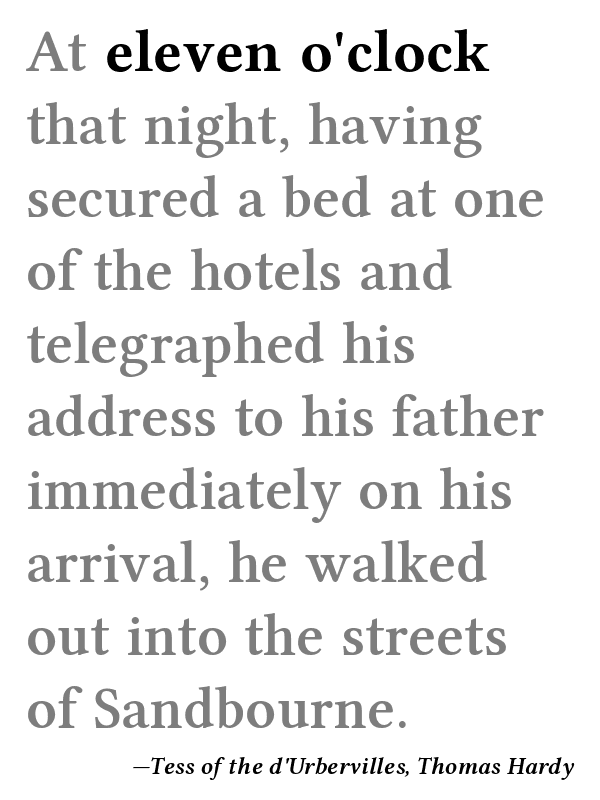 At eleven o'clock
that night, having
secured a bed at one
of the hotels and
telegraphed his
address to his father
immediately on his
arrival, he walked
out into the streets
of Sandbourne.
—Tess of the d'Urbervilles, Thomas Hardy